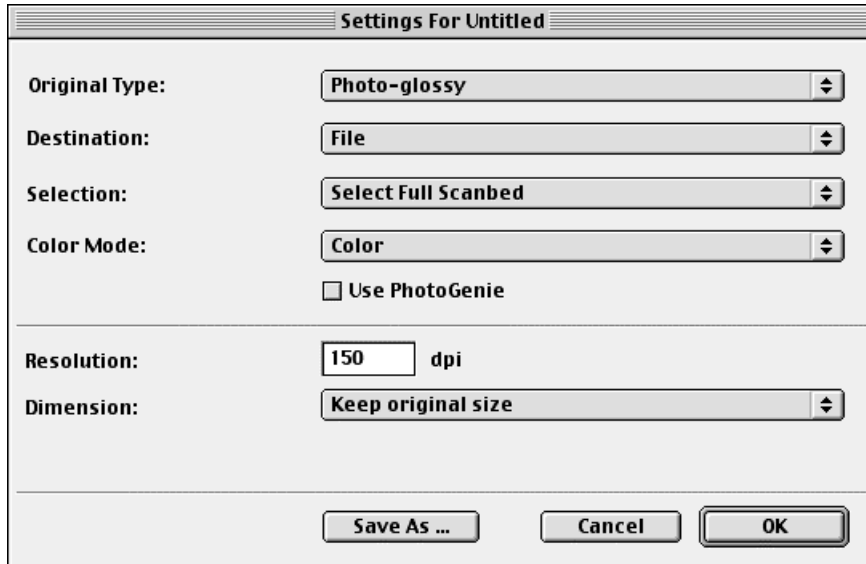 Settings For Untitled
Original Type: Photo-glossy
Destination: File
Selection: Select Full Scanbed
Color Mode: Color
Use PhotoGenie
Resolution: 150 dpi
Dimension: Keep original size
Save As ... Cancel OK